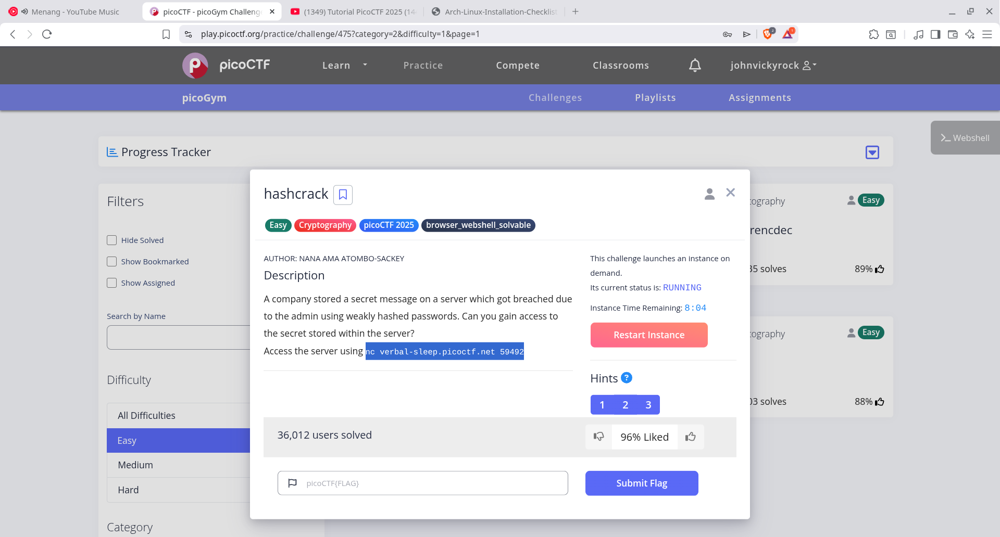 Menang - YouTube Music
picoCTF - picoGym Challeng
(1349) Tutorial PicoCTF 2025 (14
Arch-Linux-Installation-Checklist
play.picoctf.org/practice/challenge/475?category=2&difficulty=1&page=1
2
1
picoCTF
Learn
Practice
Compete
Classrooms
johnvickyrock
picoGym
Challenges
Playlists
Assignments
Webshell
Progress Tracker
Filters
Hide Solved
Show Bookmarked
Show Assigned
Search by Name
Difficulty
All Difficulties
Easy
Medium
Hard
Category
hashcrack
Easy
Cryptography
picoCTF 2025
browser_webshell_solvable
AUTHOR: NANA AMA ATOMBO-SACKEY
Description
A company stored a secret message on a server which got breached due
to the admin using weakly hashed passwords. Can you gain access to
the secret stored within the server?
Access the server using nc verbal-sleep.picoctf.net 59492
This challenge launches an instance on
demand.
Its current status is: RUNNING
Instance Time Remaining: 8:04
Restart Instance
Hints ?
1 2 3
36,012 users solved
96% Liked
picoCTF{FLAG}
Submit Flag
tography
Easy
rencdec
35 solves
89%
tography
Easy
03 solves
88%